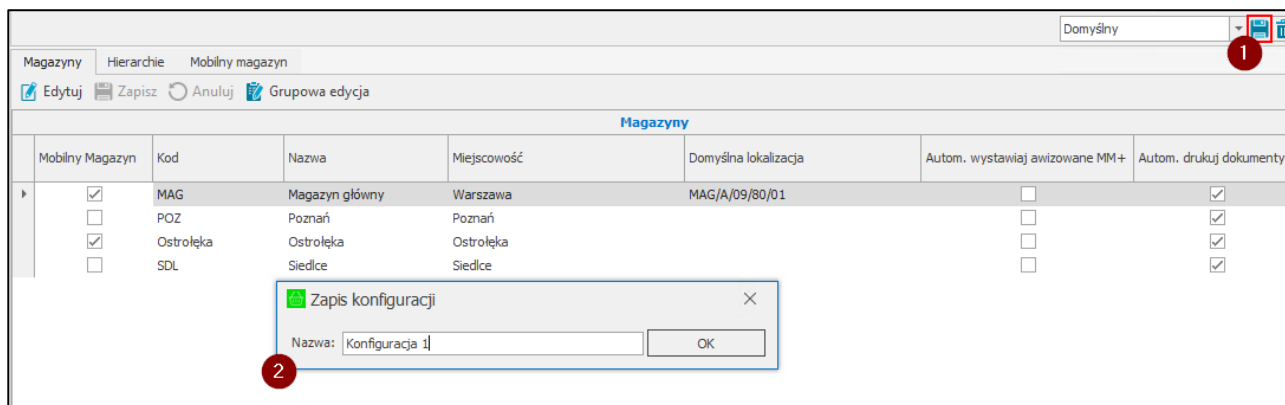 Domyślny
1
Magazyny Hierarchie Mobilny magazyn
Edytuj Zapisz Anuluj Grupowa edycja
Magazyny
Mobilny Magazyn Kod Nazwa Miejscowość Domyślna lokalizacja Autom. wystawiaj awizowane MM+ Autom. drukuj dokumenty
MAG Magazyn główny Warszawa MAG/A/09/80/01
POZ Poznań Poznań
Ostrołęka Ostrołęka Ostrołęka
SDL Siedlce Siedlce
Zapis konfiguracji
Nazwa: Konfiguracja 1 OK
2